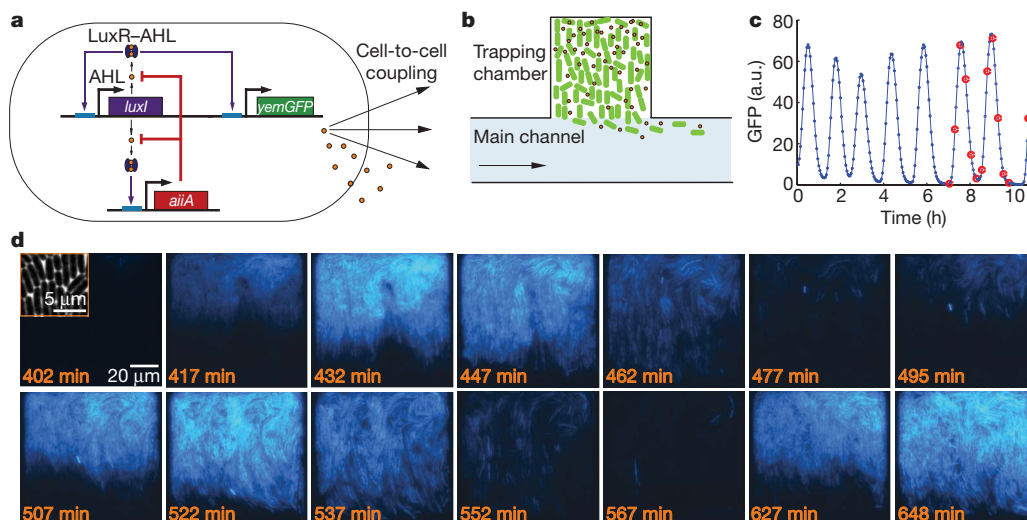 a
LuxR–AHL
AHL
luxI
yemGFP
aiiA
Cell-to-cell
coupling
b
Trapping
chamber
Main channel
c
GFP (a.u.)
80
60
40
20
0
0 2 4 6 8 10
Time (h)
d
5 μm
20 μm
402 min
417 min
432 min
447 min
462 min
477 min
495 min
507 min
522 min
537 min
552 min
567 min
627 min
648 min